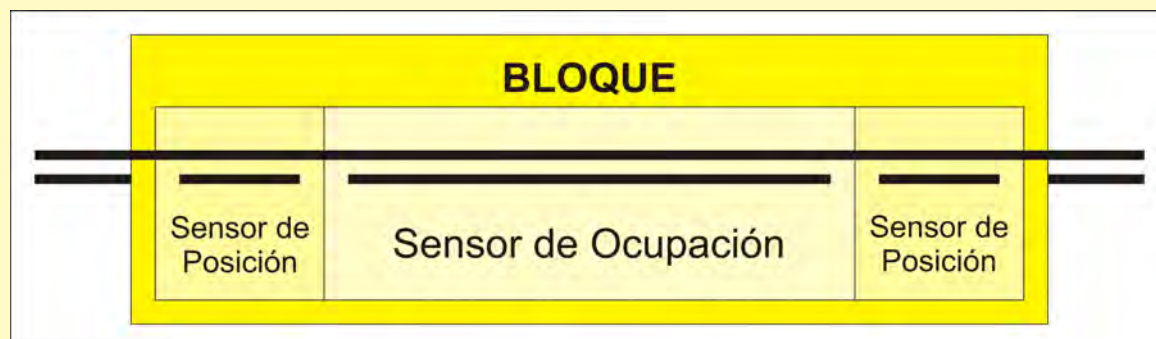 BLOQUE
Sensor de
Posición
Sensor de Ocupación
Sensor de
Posición